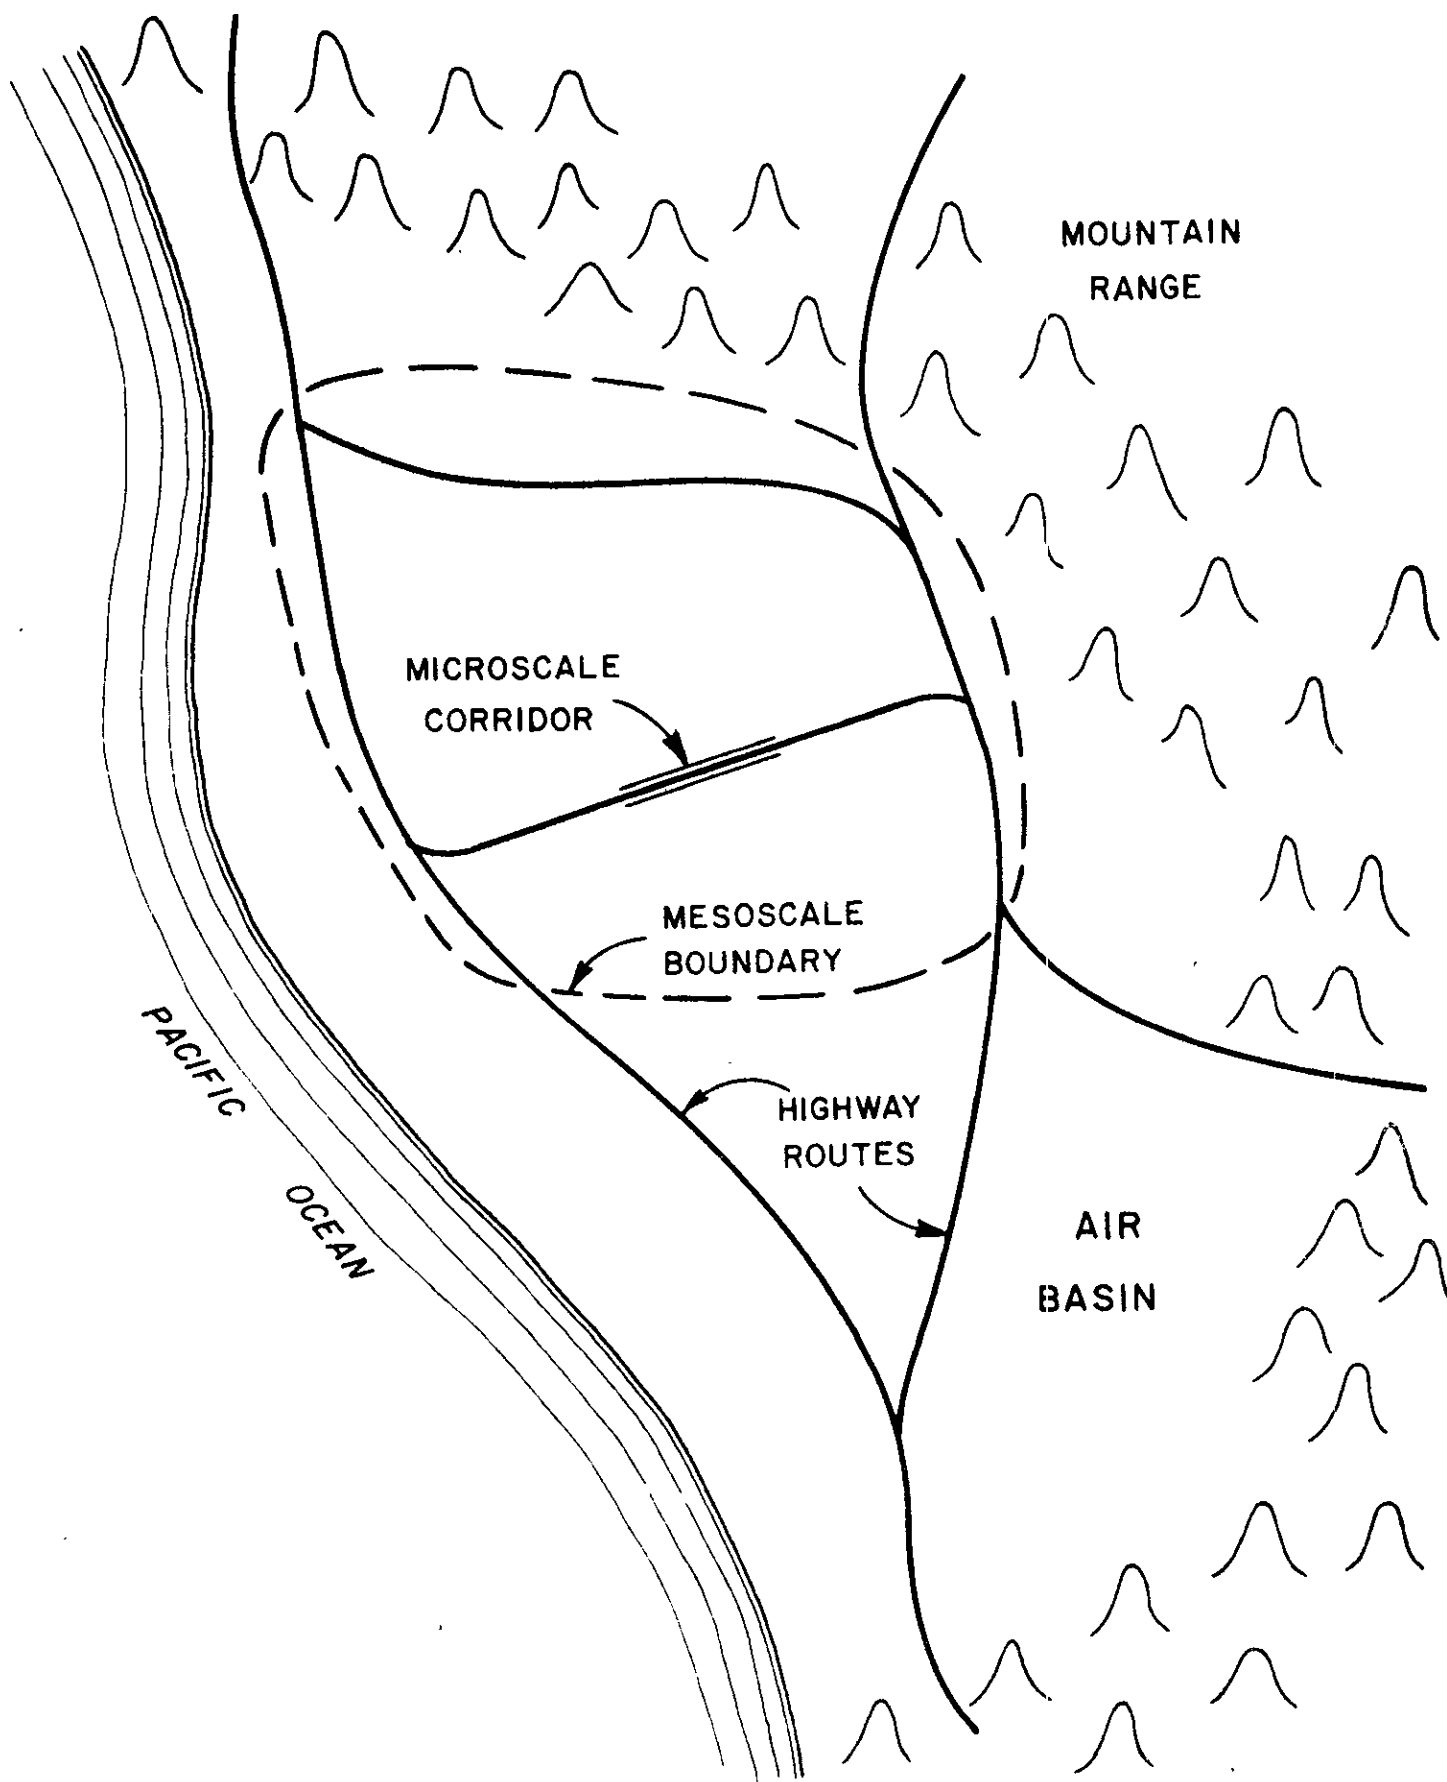 MOUNTAIN
RANGE
MICROSCALE
CORRIDOR
MESOSCALE
BOUNDARY
PACIFIC
OCEAN
HIGHWAY
ROUTES
AIR
BASIN